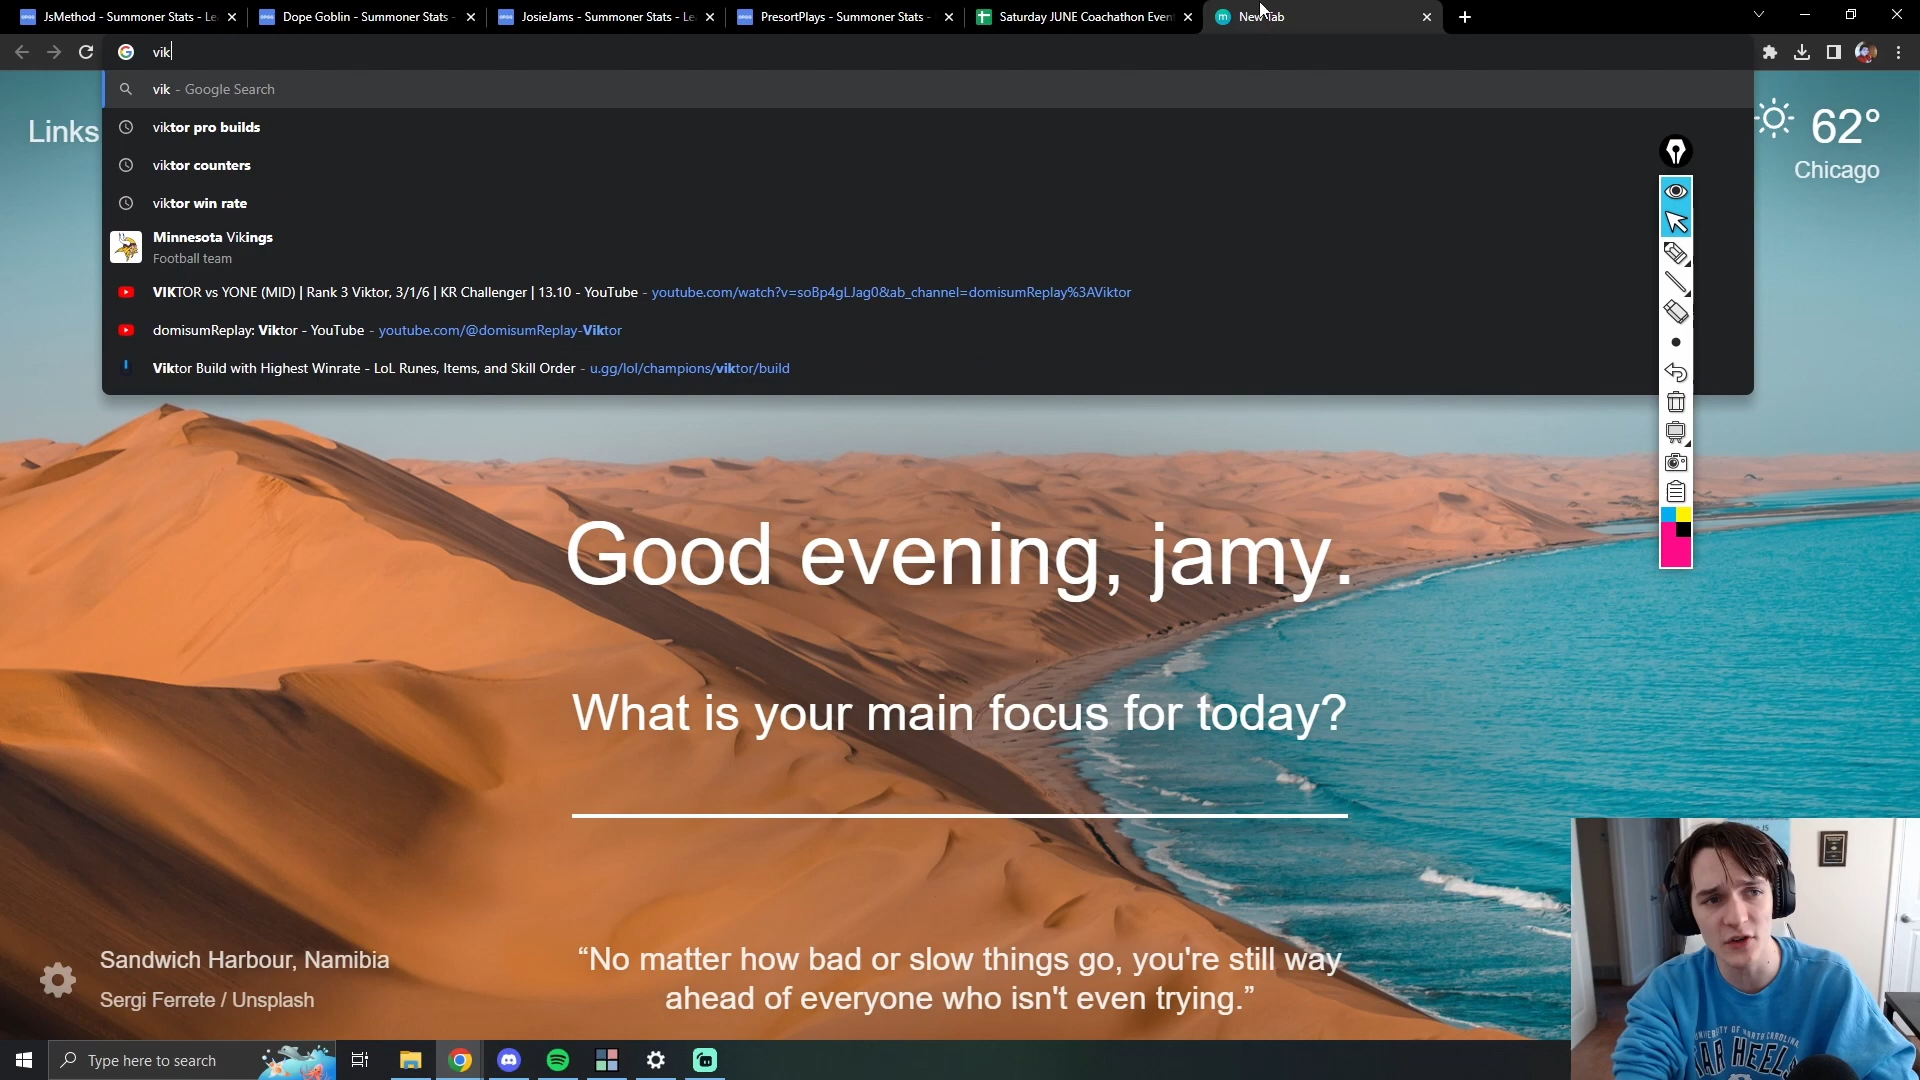 JsMethod - Summoner Stats - Le
Dope Goblin - Summoner Stats -
JosieJams - Summoner Stats - Le
PresortPlays - Summoner Stats -
Saturday JUNE Coachathon Even
New Tab
vik
vik - Google Search
viktor pro builds
viktor counters
viktor win rate
Minnesota Vikings
Football team
VIKTOR vs YONE (MID) | Rank 3 Viktor, 3/1/6 | KR Challenger | 13.10 - YouTube - youtube.com/watch?v=soBp4gLJag0&ab_channel=domisumReplay%3AViktor
domisumReplay: Viktor - YouTube - youtube.com/@domisumReplay-Viktor
Viktor Build with Highest Winrate - LoL Runes, Items, and Skill Order - u.gg/lol/champions/viktor/build
Links
62°
Chicago
Good evening, jamy.
What is your main focus for today?
Sandwich Harbour, Namibia
Sergi Ferrete / Unsplash
“No matter how bad or slow things go, you're still way
ahead of everyone who isn't even trying.”
Type here to search
UNIVERSITY OF NORTH CAROLINA
TAR HEELS